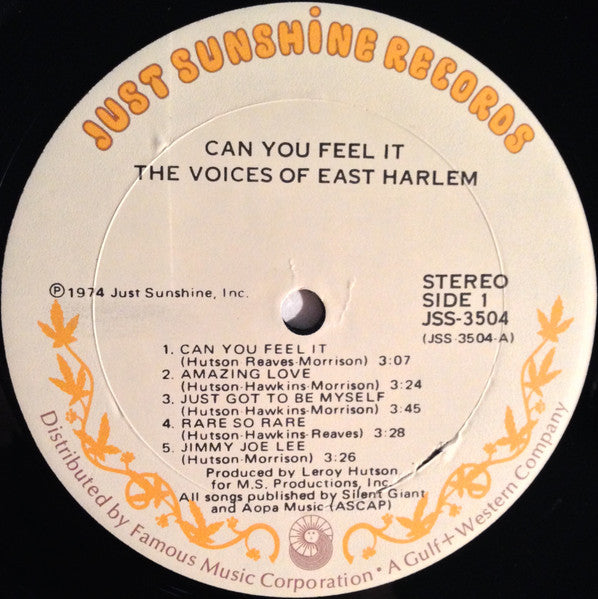 JUST SUNSHINE RECORDS
CAN YOU FEEL IT
THE VOICES OF EAST HARLEM
℗1974 Just Sunshine, Inc.
STEREO
SIDE 1
JSS-3504
(JSS 3504-A)
1. CAN YOU FEEL IT
(Hutson Reaves-Morrison) 3:07
2. AMAZING LOVE
(Hutson-Hawkins-Morrison) 3:24
3. JUST GOT TO BE MYSELF
(Hutson-Hawkins-Morrison) 3:45
4. RARE SO RARE
(Hutson-Hawkins-Reaves) 3:28
5. JIMMY JOE LEE
(Hutson-Morrison) 3:26
Produced by Leroy Hutson
for M.S. Productions, Inc.
All songs published by Silent Giant
and Aopa Music (ASCAP)
Distributed by Famous Music Corporation • A Gulf+Western Company